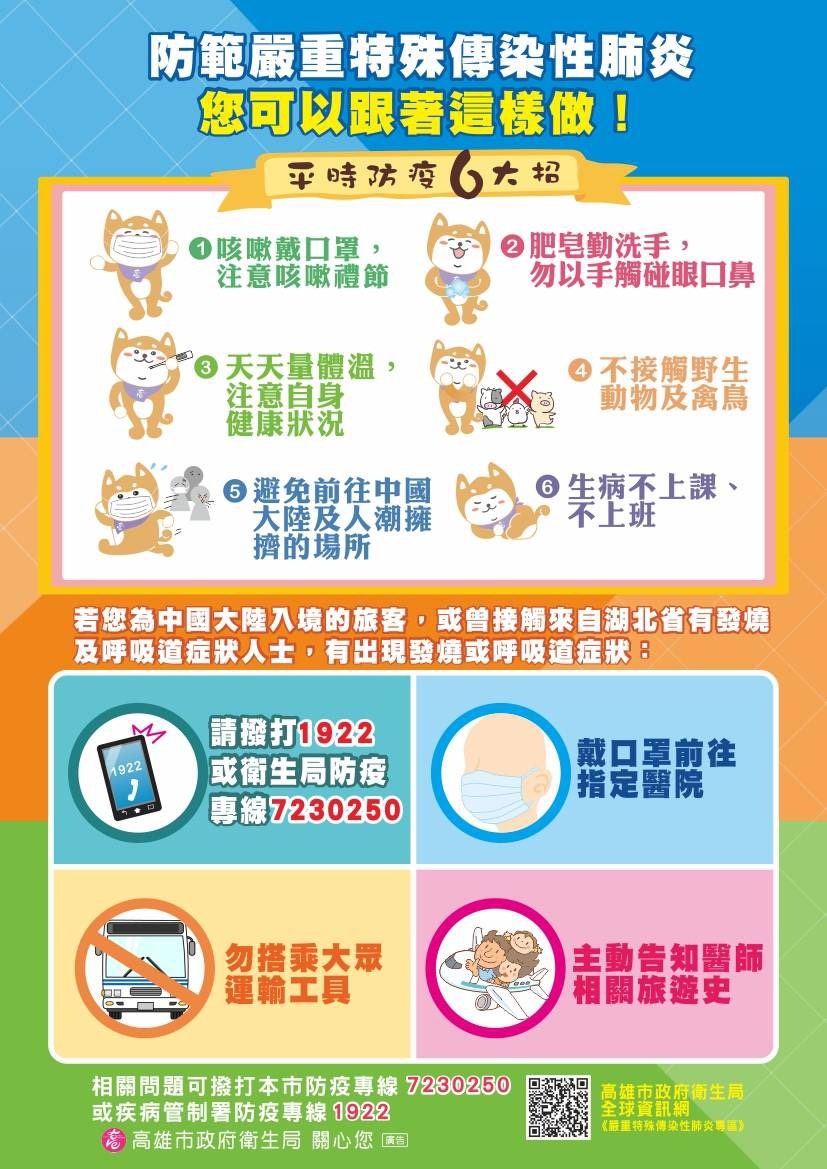 防範嚴重特殊傳染性肺炎
您可以跟著這樣做！
平時防疫6大招
1 咳嗽戴口罩，
注意咳嗽禮節
2 肥皂勤洗手，
勿以手觸碰眼口鼻
3 天天量體溫，
注意自身
健康狀況
4 不接觸野生
動物及禽鳥
5 避免前往中國
大陸及人潮擁
擠的場所
6 生病不上課、
不上班
若您為中國大陸入境的旅客，或曾接觸來自湖北省有發燒
及呼吸道症狀人士，有出現發燒或呼吸道症狀：
1922
請撥打1922
或衛生局防疫
專線7230250
戴口罩前往
指定醫院
勿搭乘大眾
運輸工具
主動告知醫師
相關旅遊史
相關問題可撥打本市防疫專線 7230250
或疾病管制署防疫專線 1922
高雄市政府衛生局 關心您 廣告
高雄市政府衛生局
全球資訊網
《嚴重特殊傳染性肺炎專區》